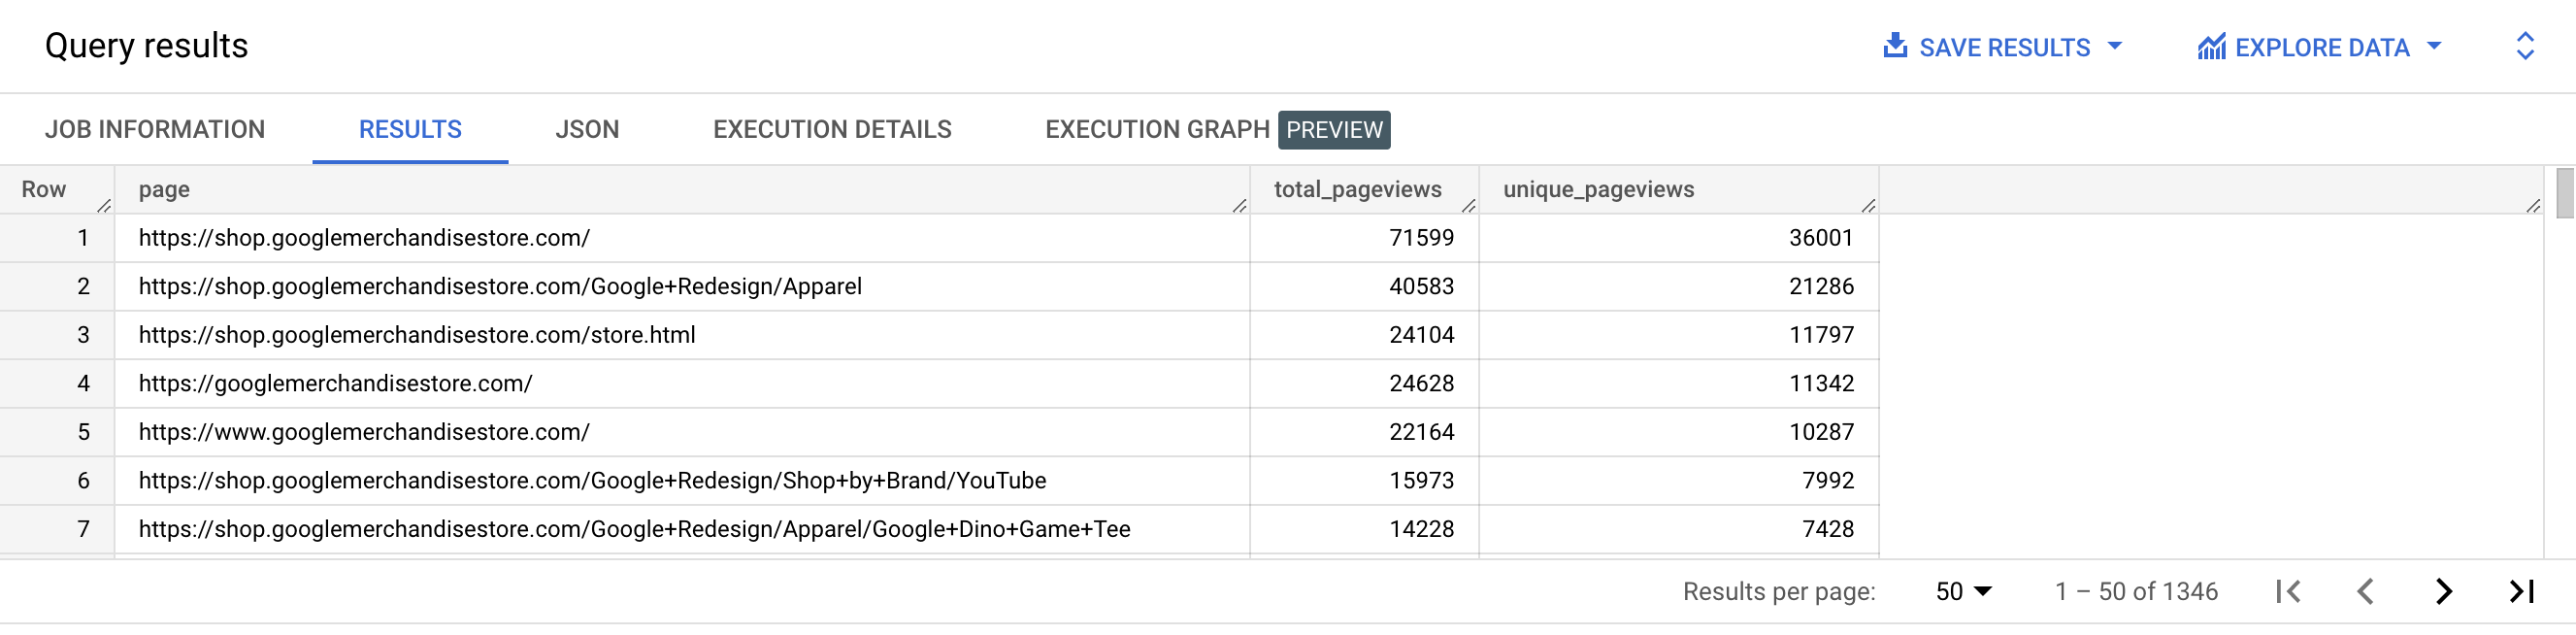 Query results
SAVE RESULTS
EXPLORE DATA
JOB INFORMATION RESULTS JSON EXECUTION DETAILS EXECUTION GRAPH PREVIEW
Row page total_pageviews unique_pageviews
1 https://shop.googlemerchandisestore.com/ 71599 36001
2 https://shop.googlemerchandisestore.com/Google+Redesign/Apparel 40583 21286
3 https://shop.googlemerchandisestore.com/store.html 24104 11797
4 https://googlemerchandisestore.com/ 24628 11342
5 https://www.googlemerchandisestore.com/ 22164 10287
6 https://shop.googlemerchandisestore.com/Google+Redesign/Shop+by+Brand/YouTube 15973 7992
7 https://shop.googlemerchandisestore.com/Google+Redesign/Apparel/Google+Dino+Game+Tee 14228 7428
Results per page: 50 1 – 50 of 1346